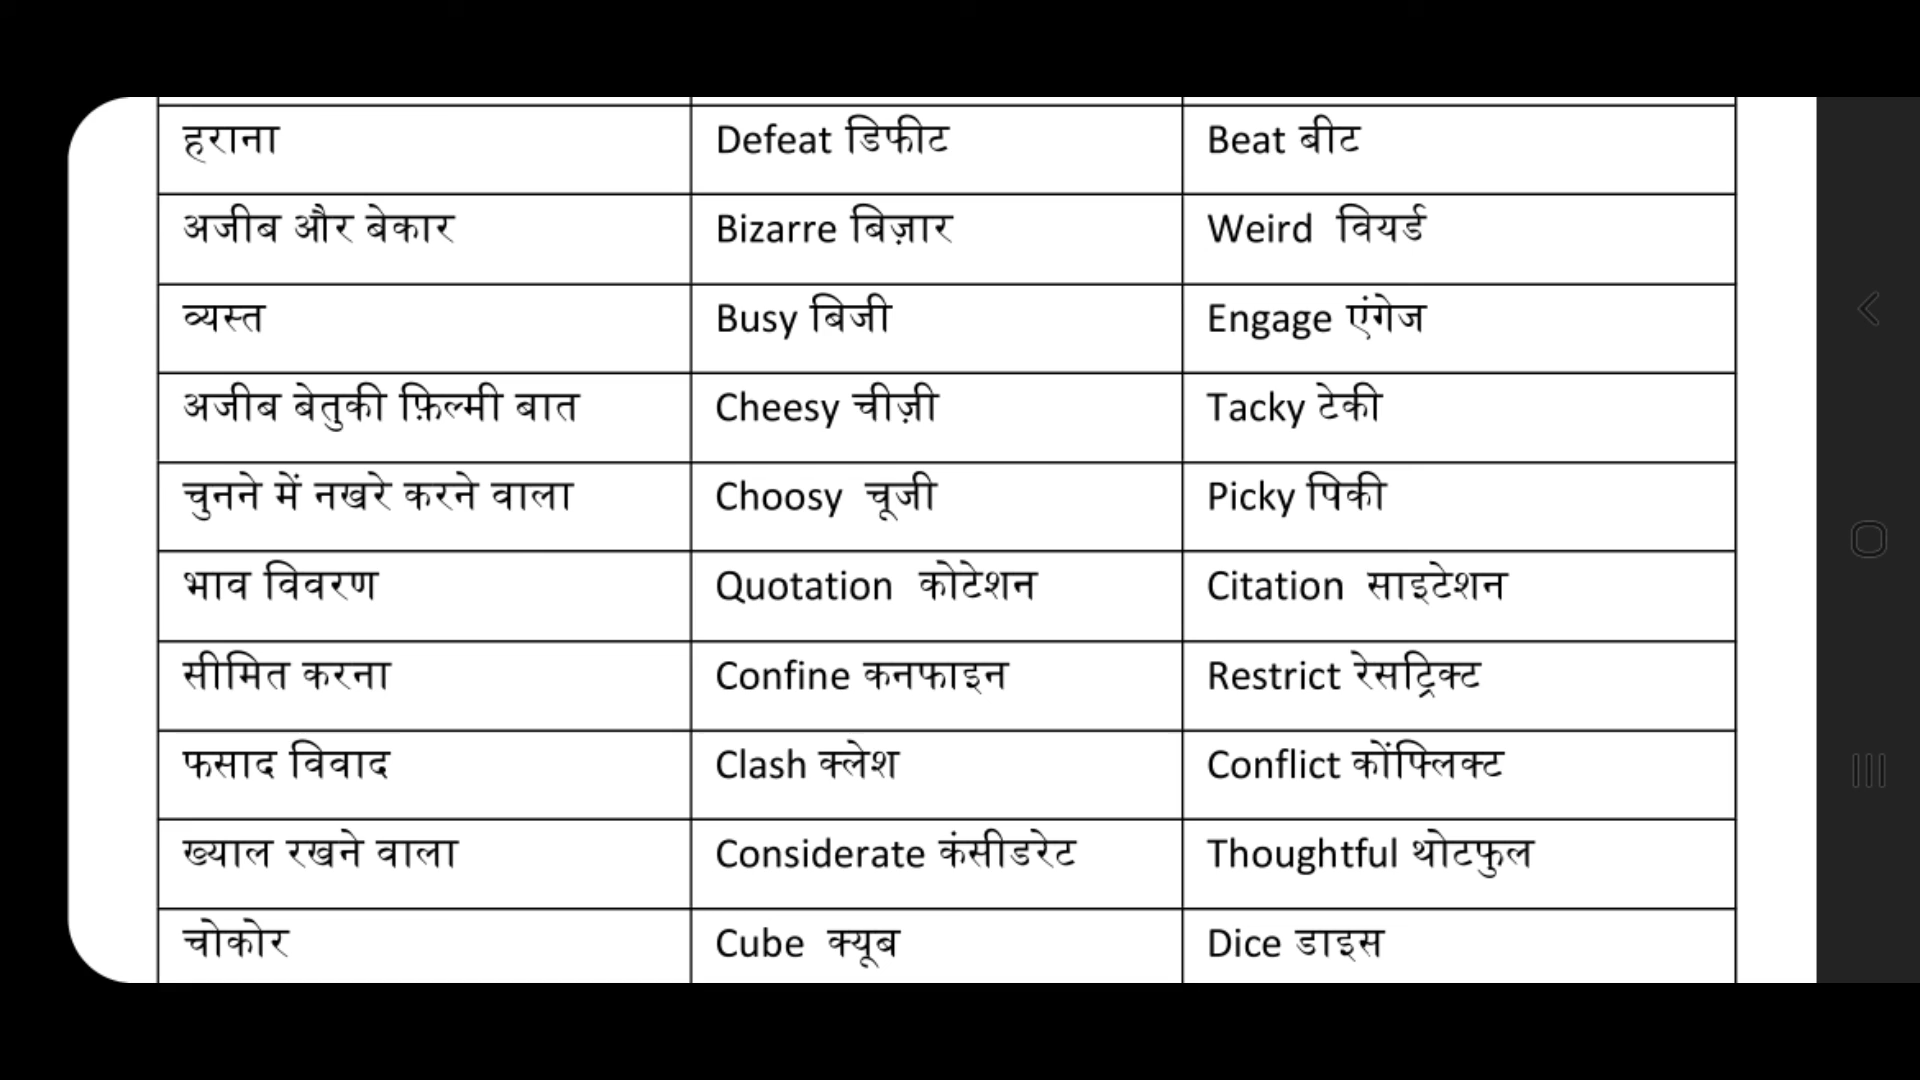 हराना Defeat डिफीट Beat बीट
अजीब और बेकार Bizarre बिज़ार Weird वियर्ड
व्यस्त Busy बिजी Engage एंगेज
अजीब बेतुकी फ़िल्मी बात Cheesy चीज़ी Tacky टेकी
चुनने में नखरे करने वाला Choosy चूजी Picky पिकी
भाव विवरण Quotation कोटेशन Citation साइटेशन
सीमित करना Confine कनफाइन Restrict रेसट्रिक्ट
फसाद विवाद Clash क्लेश Conflict कोंफ्लिक्ट
ख्याल रखने वाला Considerate कंसीडरेट Thoughtful थोटफुल
चोकोर Cube क्यूब Dice डाइस